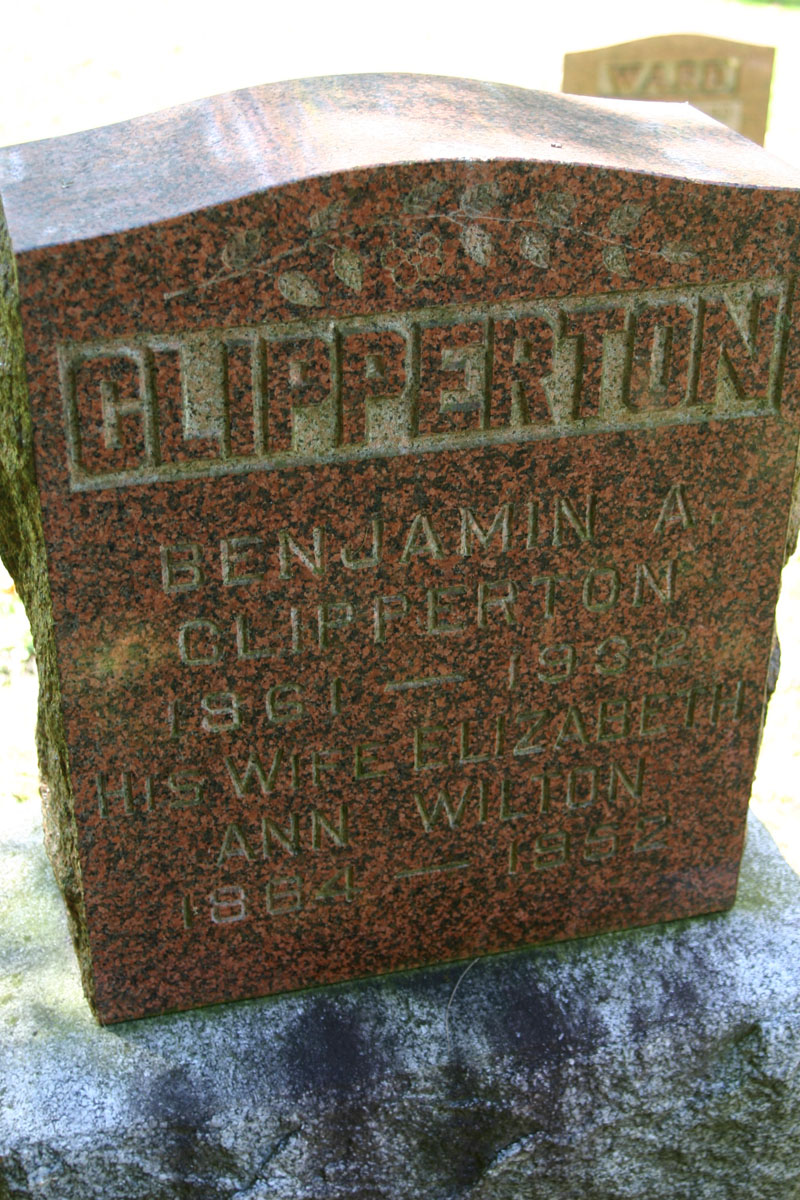 WARD
CLIPPERTON
BENJAMIN A.
CLIPPERTON
1861 — 1932
HIS WIFE ELIZABETH
ANN WILTON
1864 — 1952